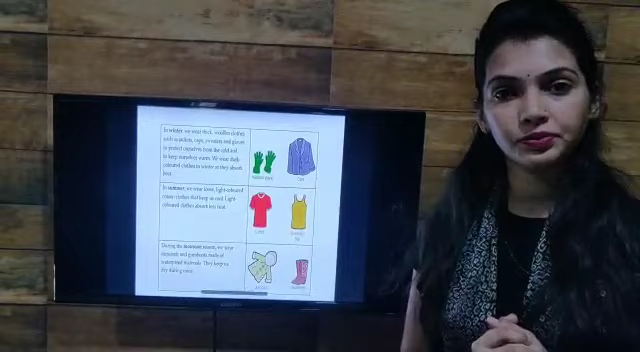 In winter, we wear thick, woollen clothes
such as jackets, caps, sweaters and gloves
to protect ourselves from the cold and
to keep ourselves warm. We wear dark-
coloured clothes in winter as they absorb
heat.
Coat
In summer, we wear loose, light-coloured
cotton clothes that keep us cool. Light-
coloured clothes absorb less heat.
During the monsoon season, we wear
raincoats and gumboots made of
waterproof materials. They keep us
dry during rains.